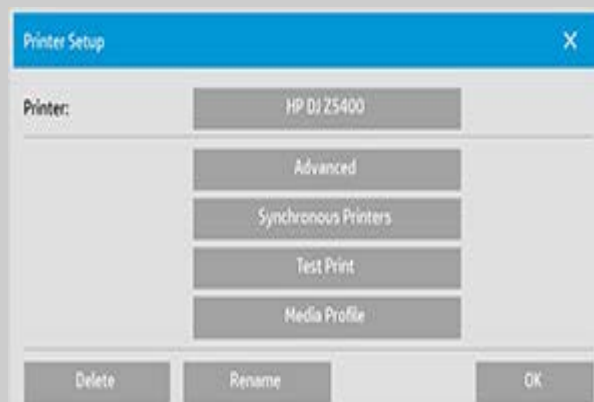 Printer Setup X
Printer: HP DJ Z5400
Advanced
Synchronous Printers
Test Print
Media Profile
Delete Rename OK